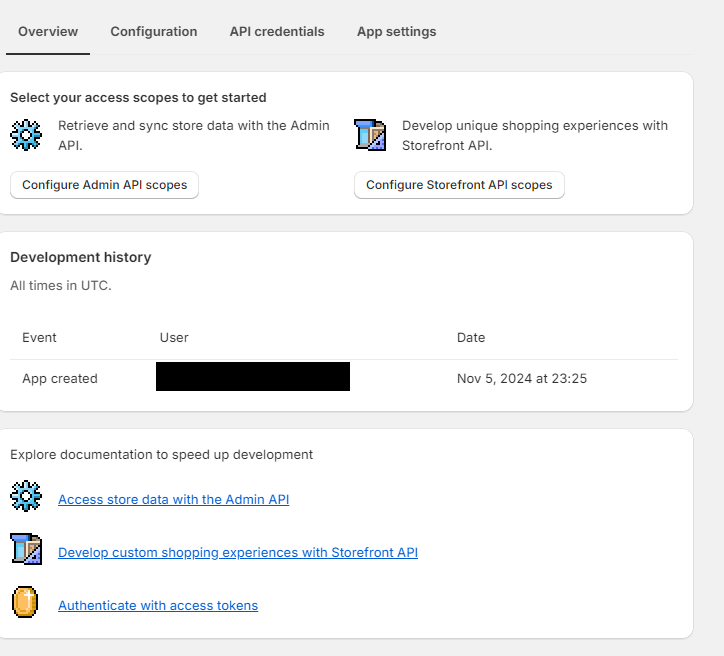 Overview Configuration API credentials App settings
Select your access scopes to get started
Retrieve and sync store data with the Admin
API.
Configure Admin API scopes
Develop unique shopping experiences with
Storefront API.
Configure Storefront API scopes
Development history
All times in UTC.
Event User Date
App created Nov 5, 2024 at 23:25
Explore documentation to speed up development
Access store data with the Admin API
Develop custom shopping experiences with Storefront API
Authenticate with access tokens